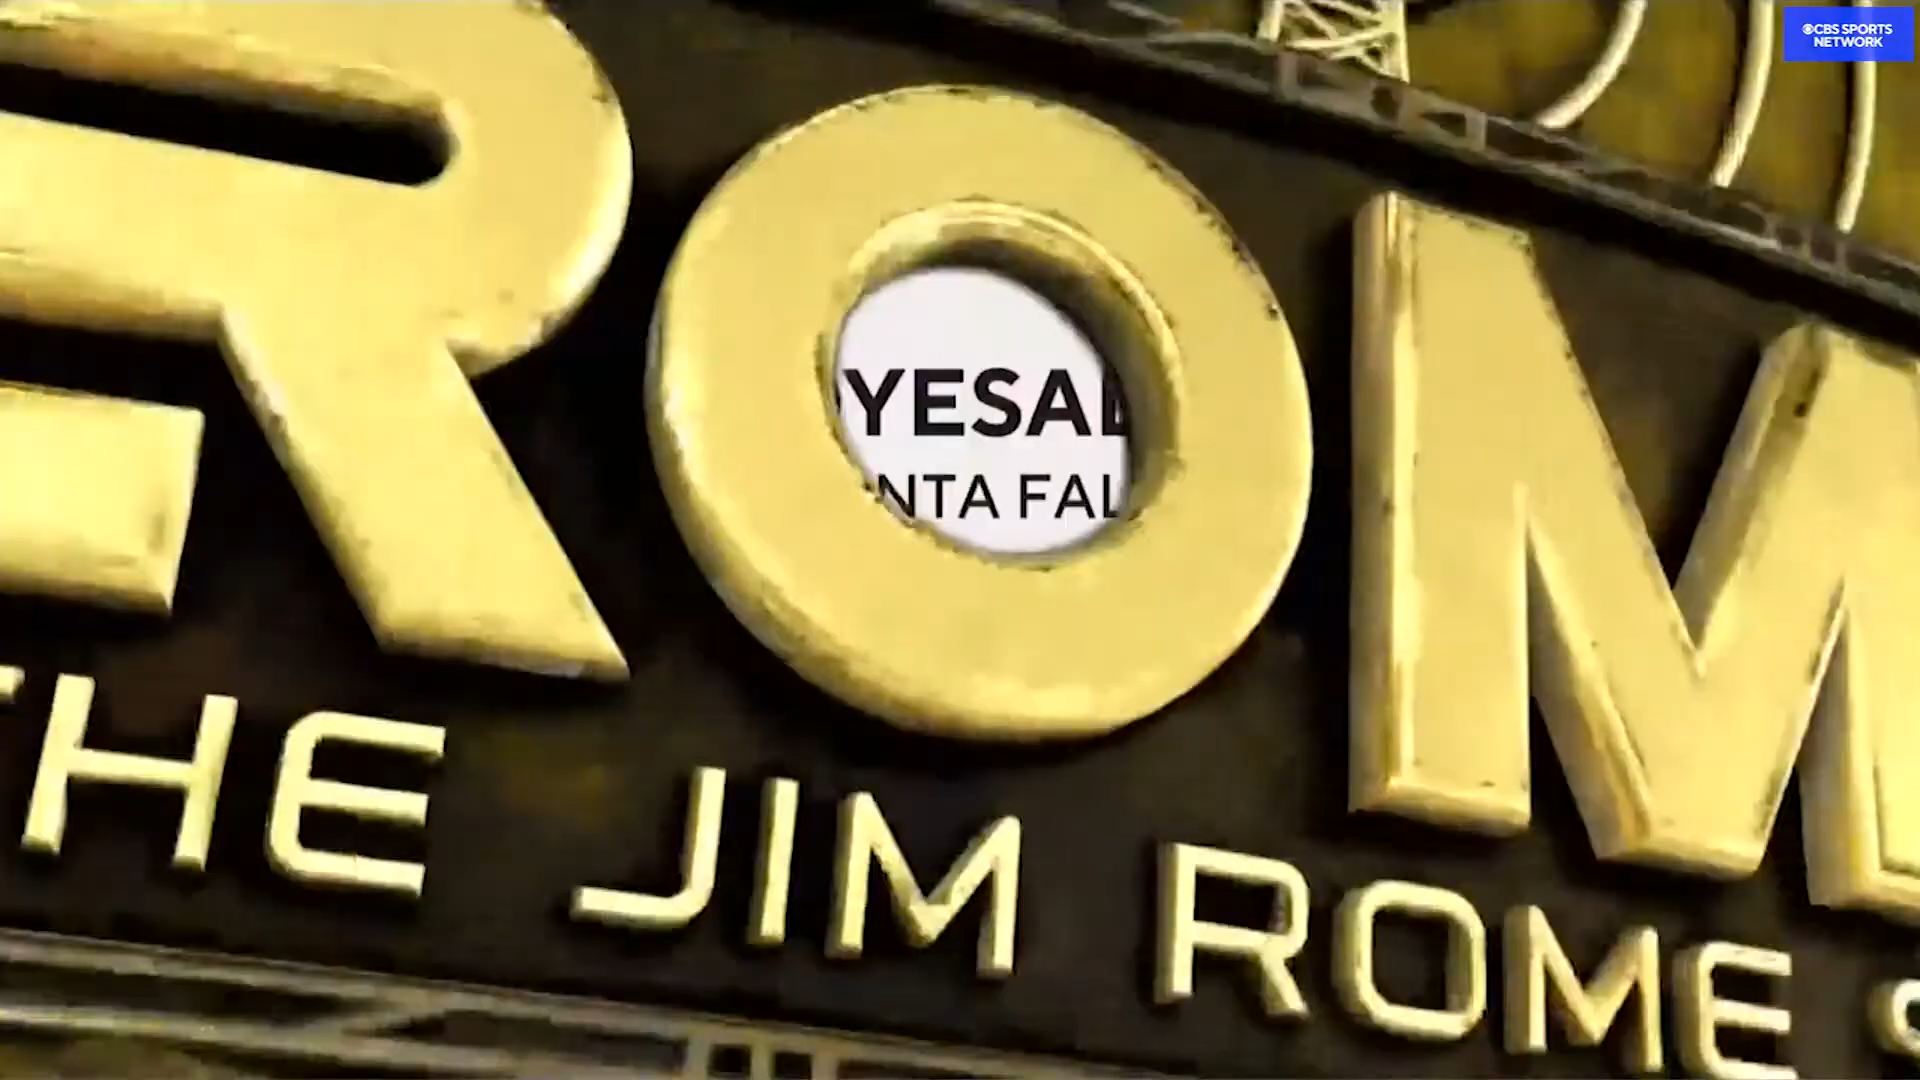 CBS SPORTS
NETWORK
ROM
YESAL
NTA FAL
THE JIM ROME S